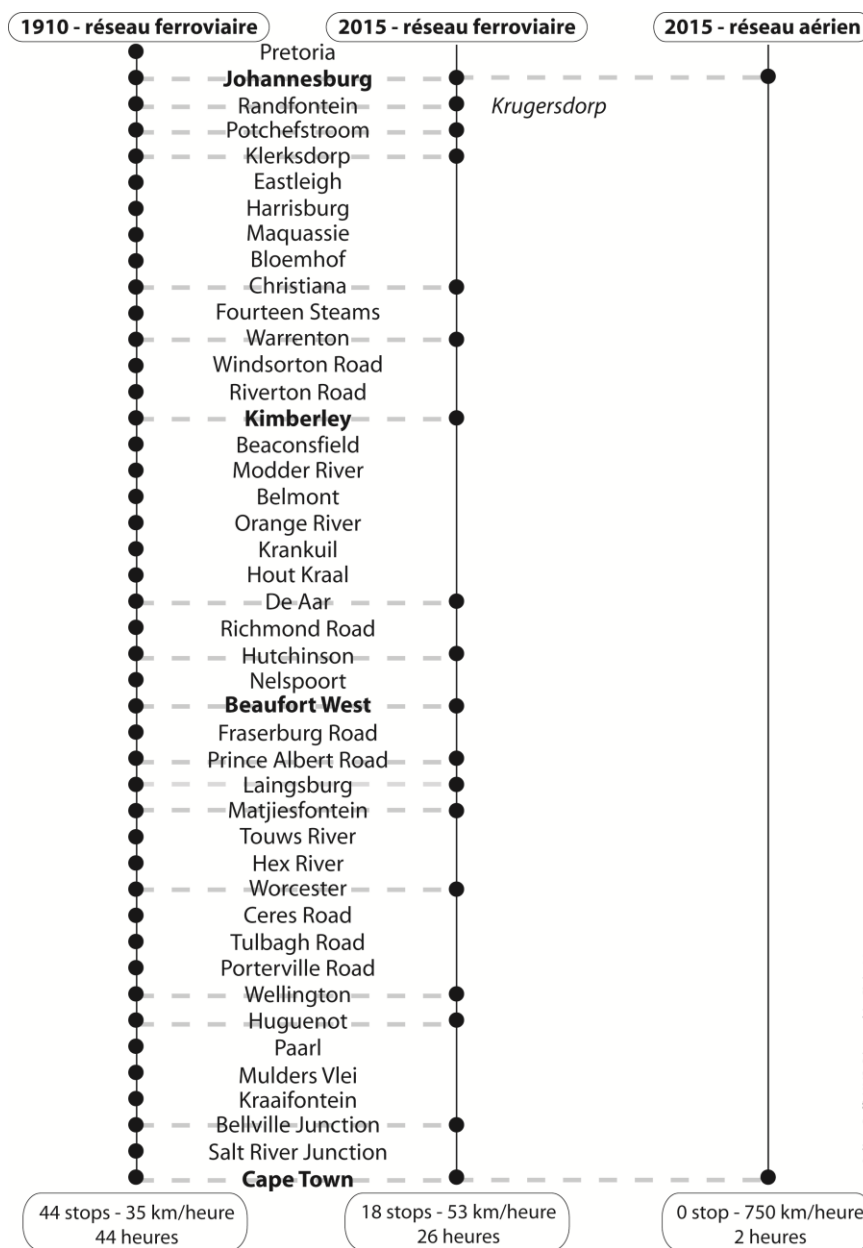 1910 - réseau ferroviaire
2015 - réseau ferroviaire
2015 - réseau aérien
Pretoria
Johannesburg
Randfontein
Krugersdorp
Potchefstroom
Klerksdorp
Eastleigh
Harrisburg
Maquassie
Bloemhof
Christiana
Fourteen Steams
Warrenton
Windsorton Road
Riverton Road
Kimberley
Beaconsfield
Modder River
Belmont
Orange River
Krankuil
Hout Kraal
De Aar
Richmond Road
Hutchinson
Nelspoort
Beaufort West
Fraserburg Road
Prince Albert Road
Laingsburg
Matjiesfontein
Touws River
Hex River
Worcester
Ceres Road
Tulbagh Road
Porterville Road
Wellington
Huguenot
Paarl
Mulders Vlei
Kraaifontein
Bellville Junction
Salt River Junction
Cape Town
44 stops - 35 km/heure
44 heures
18 stops - 53 km/heure
26 heures
0 stop - 750 km/heure
2 heures